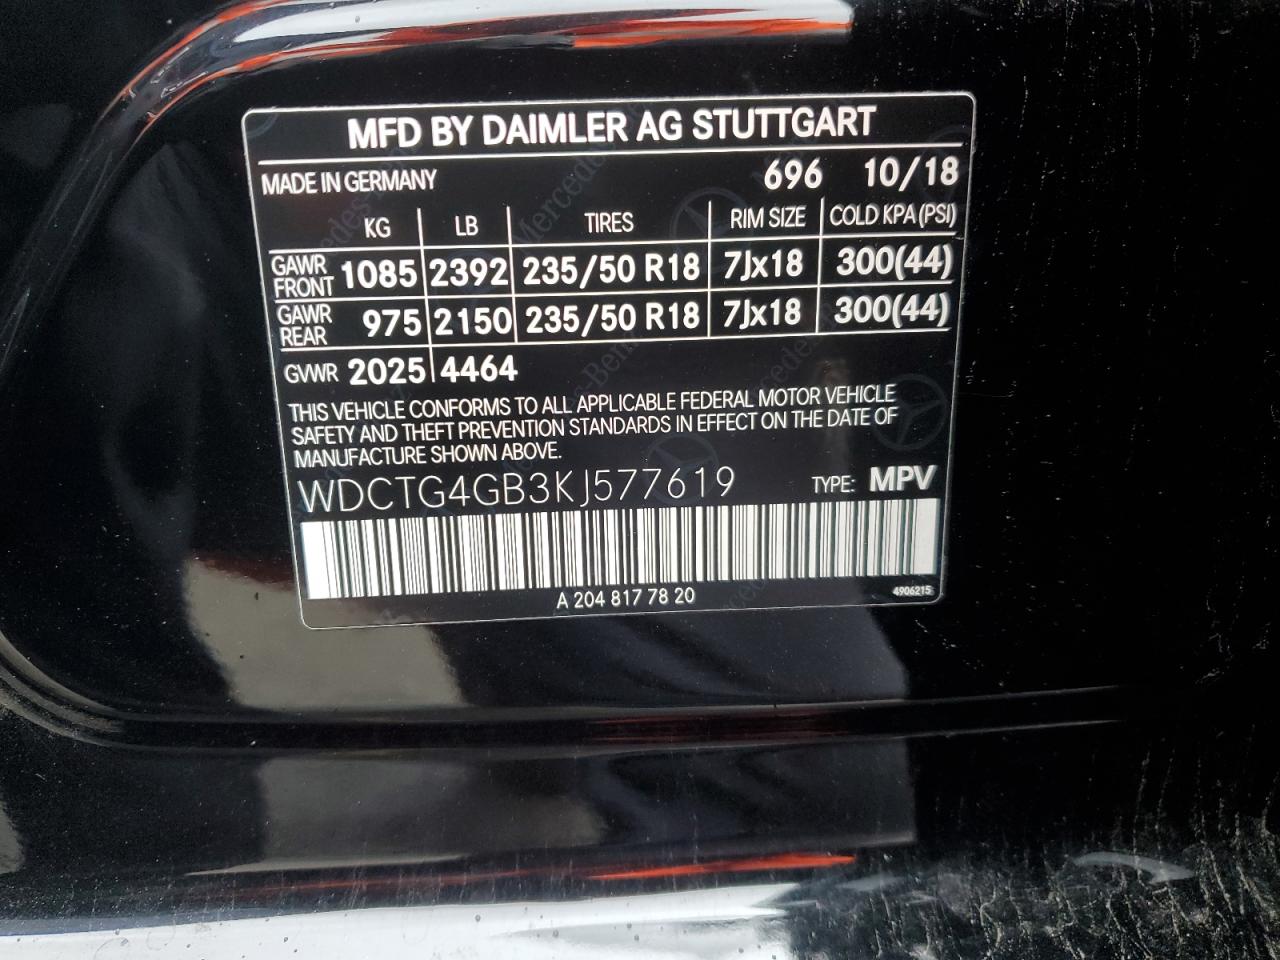 MFD BY DAIMLER AG STUTTGART
MADE IN GERMANY 696 10/18
KG LB TIRES RIM SIZE COLD KPA (PSI)
GAWR FRONT 1085 2392 235/50 R18 7Jx18 300(44)
GAWR REAR 975 2150 235/50 R18 7Jx18 300(44)
GVWR 2025 4464
THIS VEHICLE CONFORMS TO ALL APPLICABLE FEDERAL MOTOR VEHICLE
SAFETY AND THEFT PREVENTION STANDARDS IN EFFECT ON THE DATE OF
MANUFACTURE SHOWN ABOVE.
WDCTG4GB3KJ577619 TYPE: MPV
A 204 817 78 20 4906215